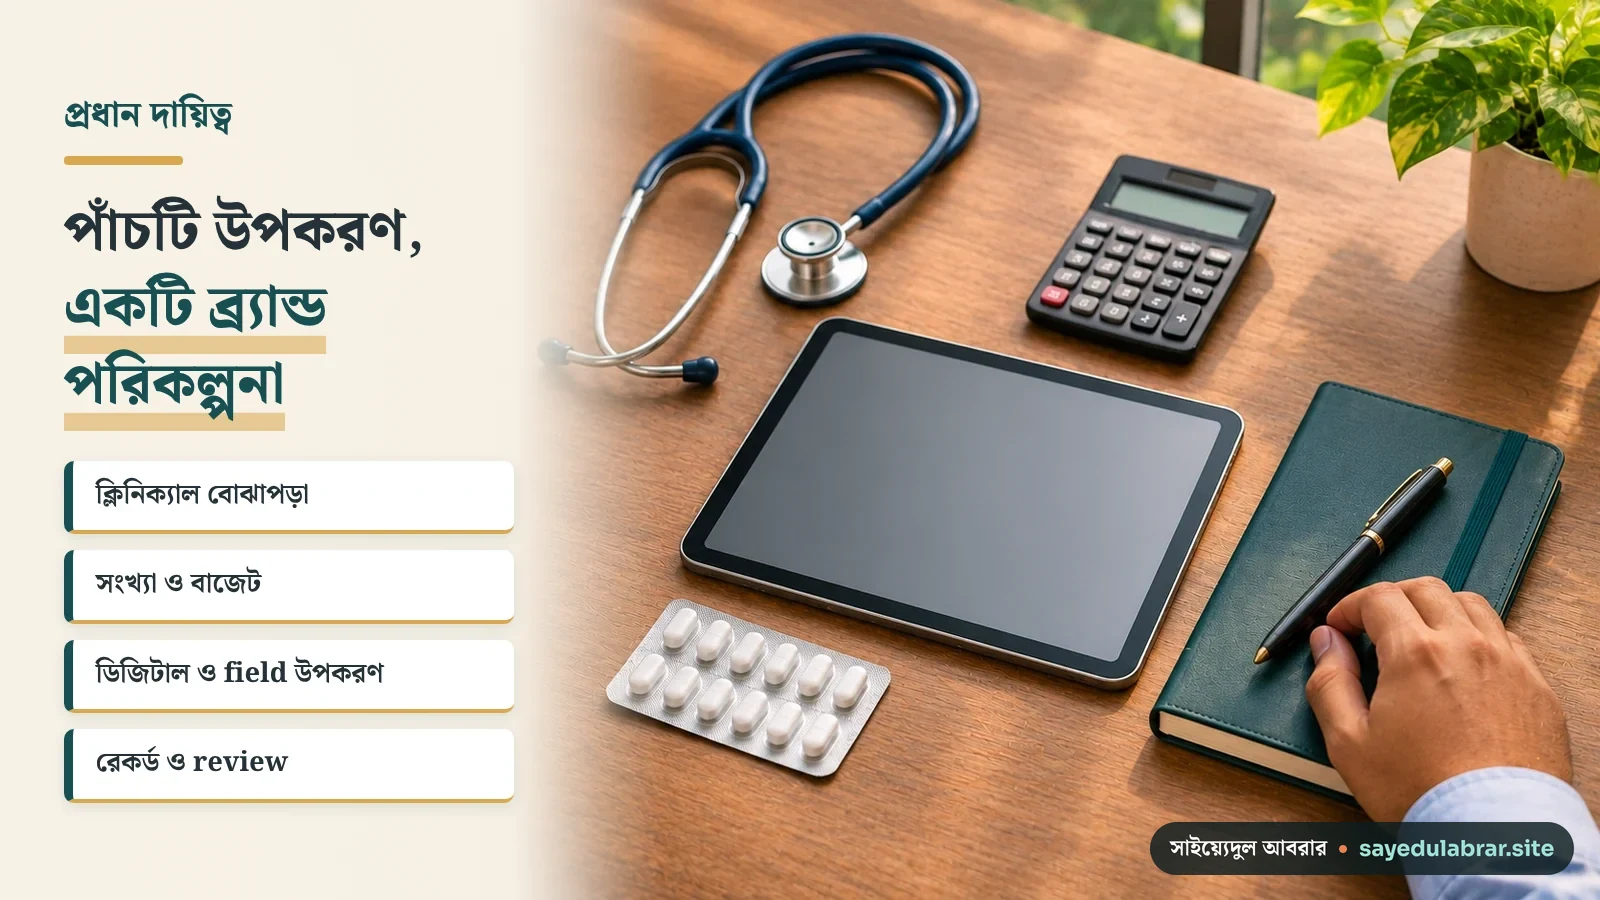 প্রধান দায়িত্ব
পাঁচটি উপকরণ,
একটি ব্র্যান্ড
পরিকল্পনা
ক্লিনিক্যাল বোঝাপড়া
সংখ্যা ও বাজেট
ডিজিটাল ও field উপকরণ
রেকর্ড ও review
সাইয়্যেদুল আবরার • sayedulabrar.site